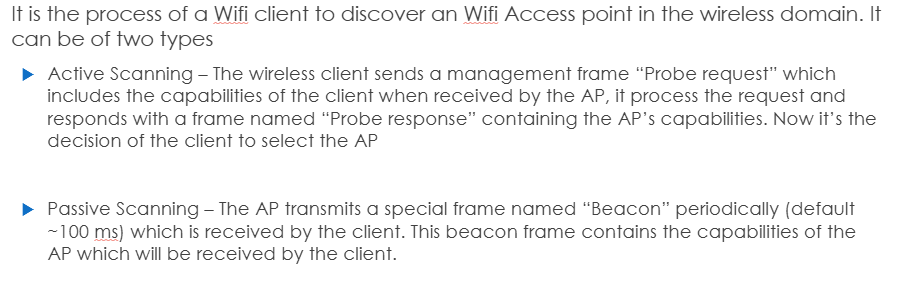 It is the process of a Wifi client to discover an Wifi Access point in the wireless domain. It
can be of two types
Active Scanning – The wireless client sends a management frame “Probe request” which
includes the capabilities of the client when received by the AP, it process the request and
responds with a frame named “Probe response” containing the AP’s capabilities. Now it’s the
decision of the client to select the AP
Passive Scanning – The AP transmits a special frame named “Beacon” periodically (default
~100 ms) which is received by the client. This beacon frame contains the capabilities of the
AP which will be received by the client.